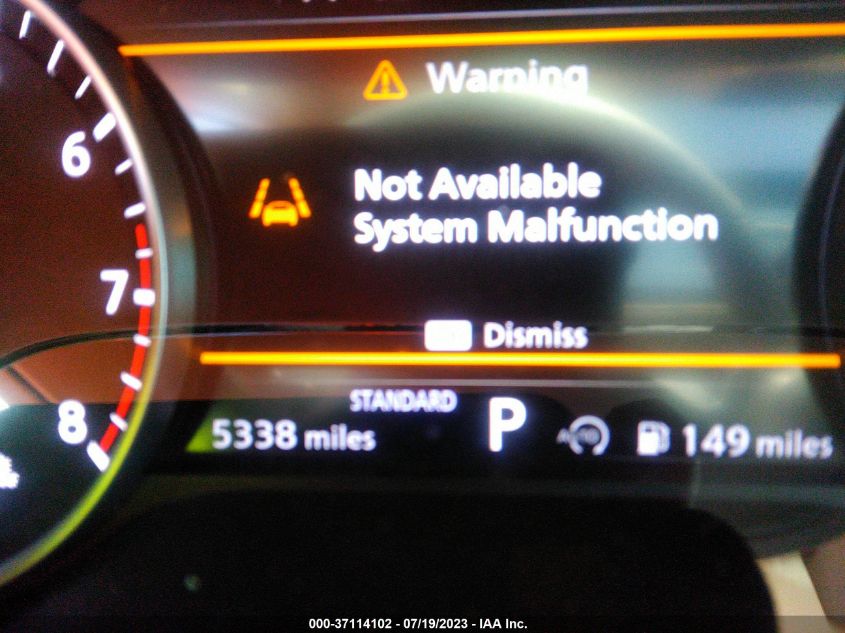 Warning
6
Not Available
System Malfunction
7
Dismiss
STANDARD
8
5338 miles
P
AUTO
149 miles
000-37114102 - 07/19/2023 - IAA Inc.